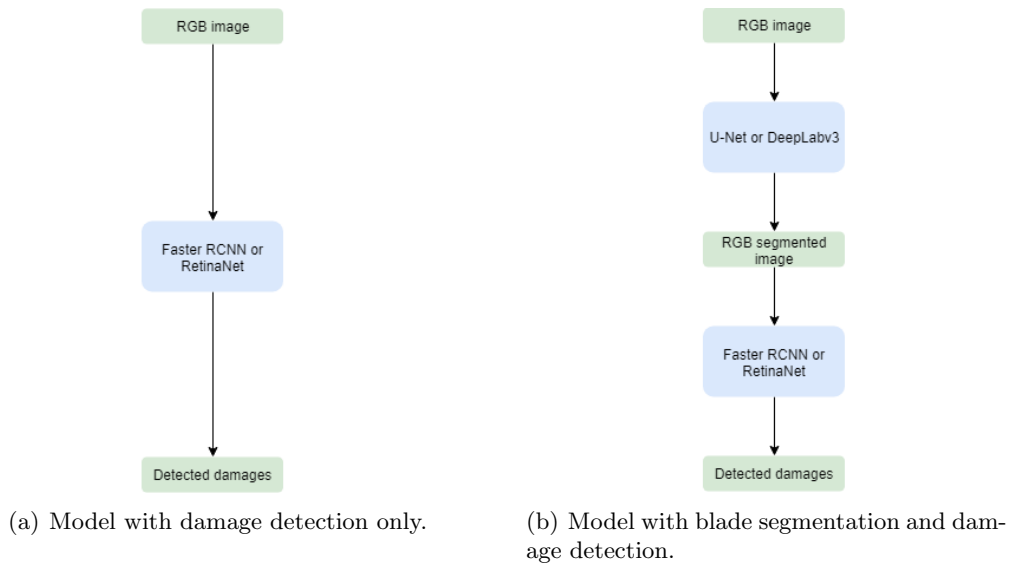 RGB image
Faster RCNN or
RetinaNet
Detected damages
(a) Model with damage detection only.
RGB image
U-Net or DeepLabv3
RGB segmented
image
Faster RCNN or
RetinaNet
Detected damages
(b) Model with blade segmentation and dam-
age detection.